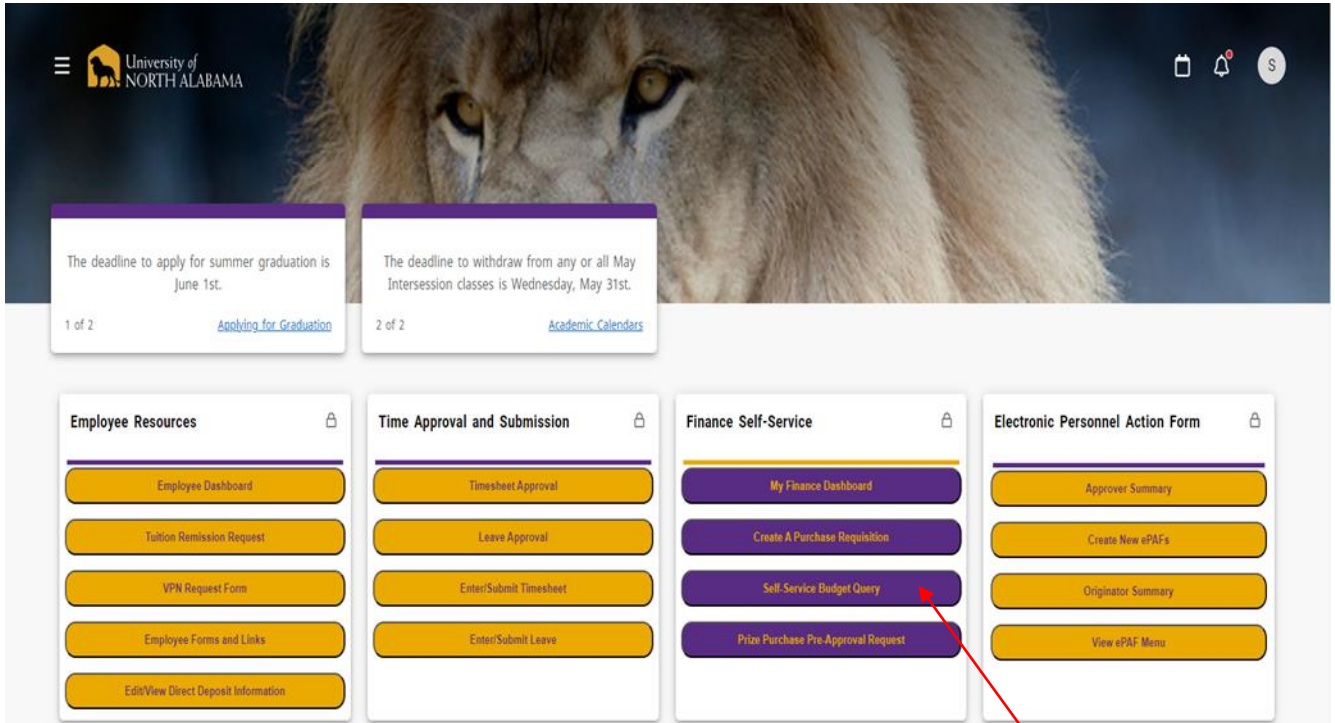 University of
NORTH ALABAMA
S
The deadline to apply for summer graduation is
June 1st.
1 of 2
Applying for Graduation
The deadline to withdraw from any or all May
Intersession classes is Wednesday, May 31st.
2 of 2
Academic Calendars
Employee Resources
Employee Dashboard
Tuition Remission Request
VPN Request Form
Employee Forms and Links
Edit/View Direct Deposit Information
Time Approval and Submission
Timesheet Approval
Leave Approval
Enter/Submit Timesheet
Enter/Submit Leave
Finance Self-Service
My Finance Dashboard
Create A Purchase Requisition
Self-Service Budget Query
Prize Purchase Pre-Approval Request
Electronic Personnel Action Form
Approver Summary
Create New ePAFs
Originator Summary
View ePAF Menu